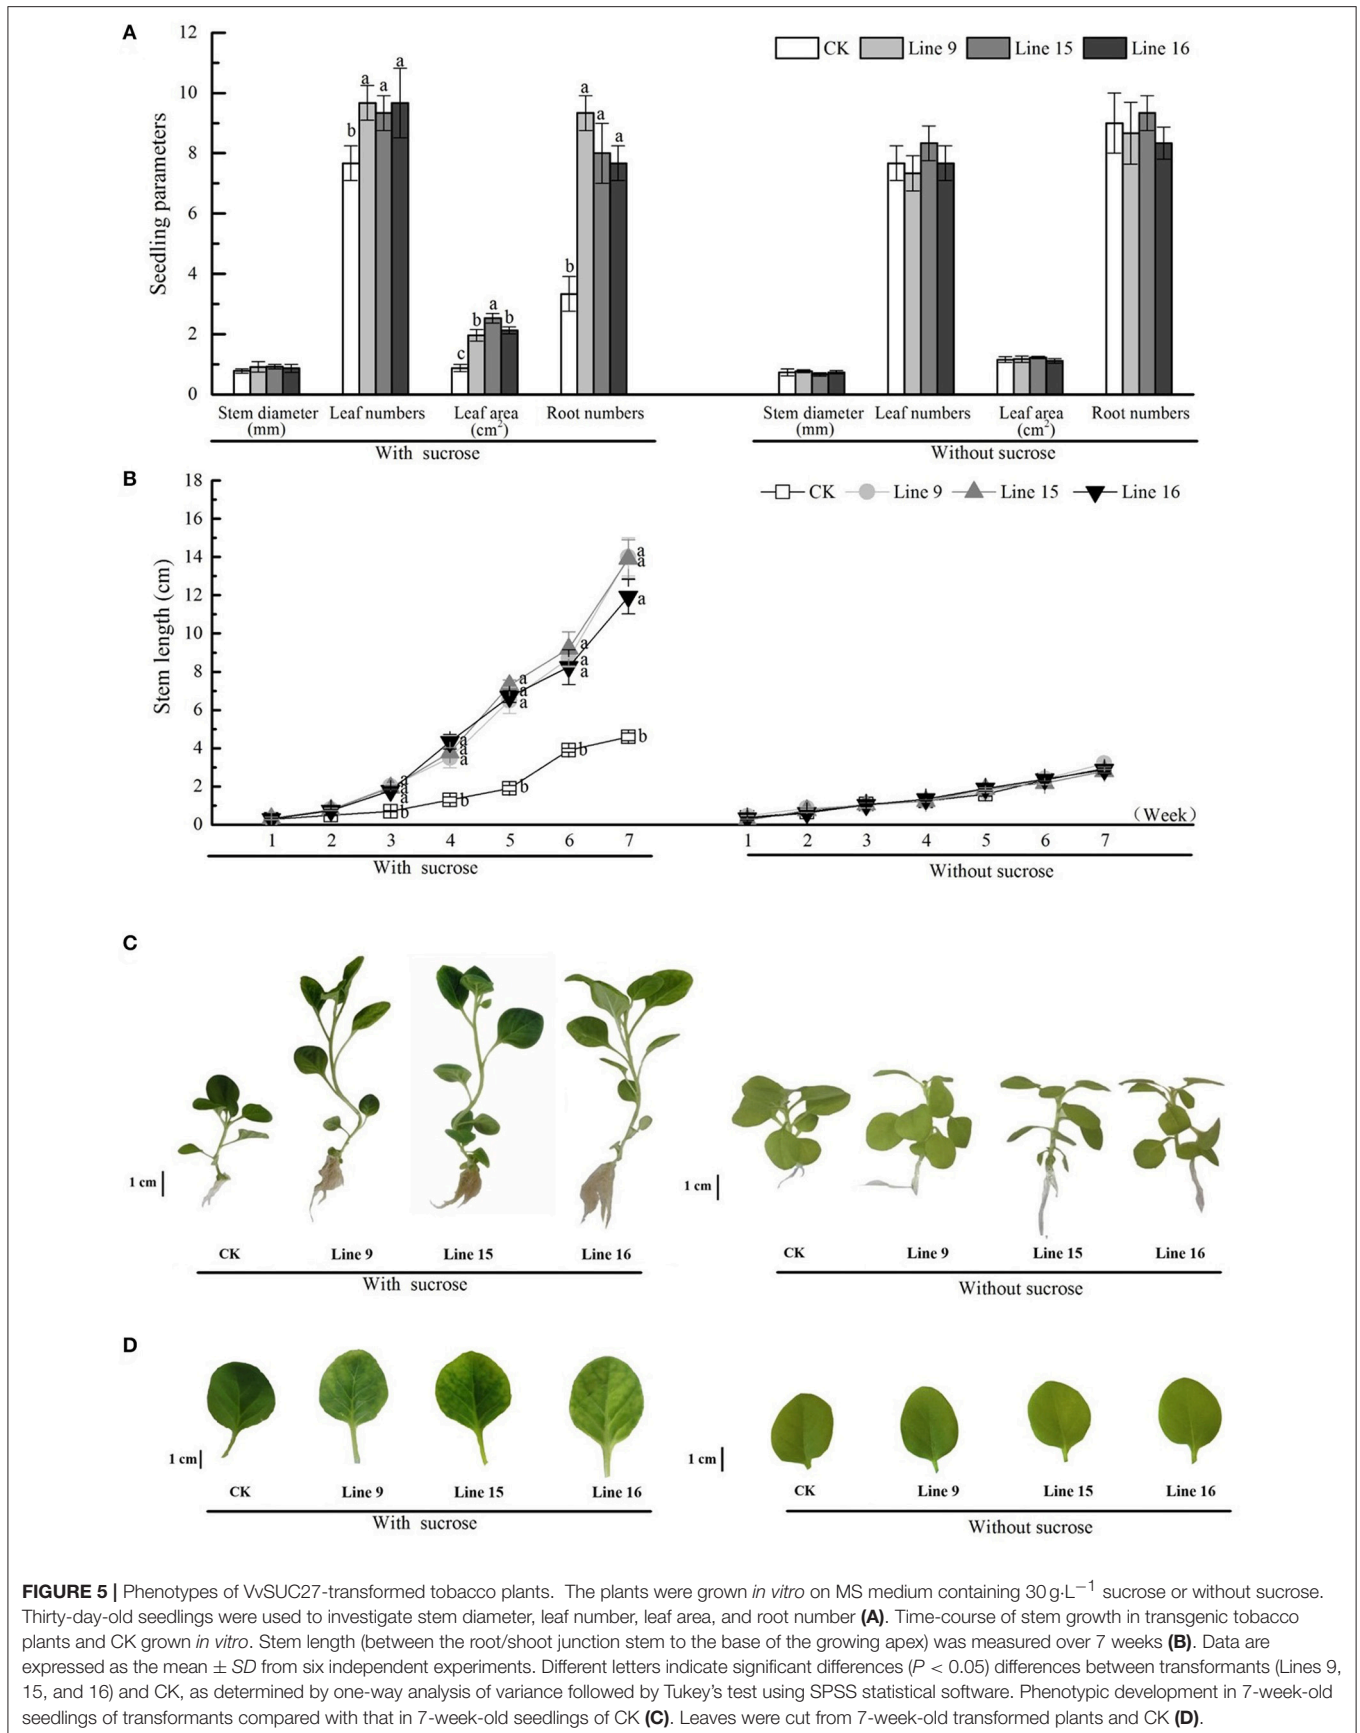 A
12
10
8
6
4
2
0
Seedling parameters
CK Line 9 Line 15 Line 16
b a a a
c b a b
b a a a
Stem diameter (mm) Leaf numbers Leaf area (cm²) Root numbers
With sucrose
Stem diameter (mm) Leaf numbers Leaf area (cm²) Root numbers
Without sucrose
B
18
16
14
12
10
8
6
4
2
0
Stem length (cm)
CK Line 9 Line 15 Line 16
a a a b
a a a b
a a a b
a a a b
a a a b
1 2 3 4 5 6 7
With sucrose
1 2 3 4 5 6 7
(Week)
Without sucrose
C
1 cm
CK Line 9 Line 15 Line 16
With sucrose
1 cm
CK Line 9 Line 15 Line 16
Without sucrose
D
1 cm
CK Line 9 Line 15 Line 16
With sucrose
1 cm
CK Line 9 Line 15 Line 16
Without sucrose
FIGURE 5 | Phenotypes of VvSUC27-transformed tobacco plants. The plants were grown in vitro on MS medium containing 30 g·L⁻¹ sucrose or without sucrose.
Thirty-day-old seedlings were used to investigate stem diameter, leaf number, leaf area, and root number (A). Time-course of stem growth in transgenic tobacco
plants and CK grown in vitro. Stem length (between the root/shoot junction stem to the base of the growing apex) was measured over 7 weeks (B). Data are
expressed as the mean ± SD from six independent experiments. Different letters indicate significant differences (P < 0.05) differences between transformants (Lines 9,
15, and 16) and CK, as determined by one-way analysis of variance followed by Tukey's test using SPSS statistical software. Phenotypic development in 7-week-old
seedlings of transformants compared with that in 7-week-old seedlings of CK (C). Leaves were cut from 7-week-old transformed plants and CK (D).